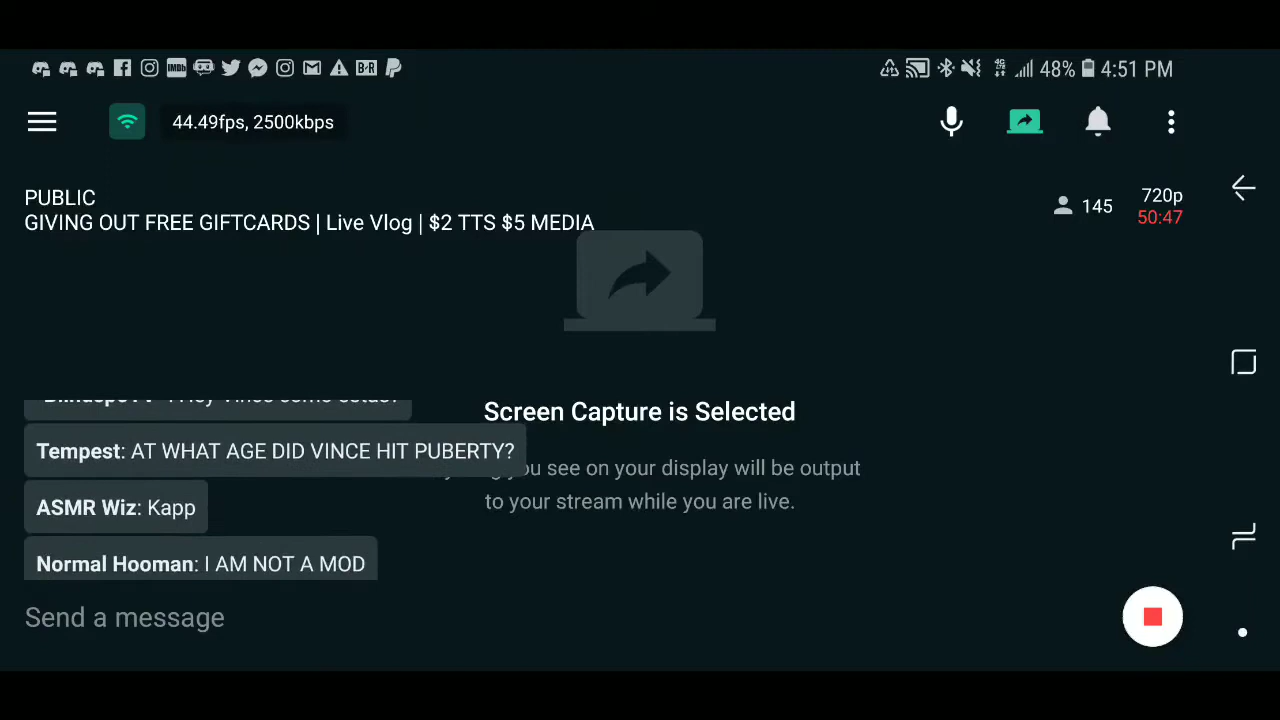 48% 4:51 PM
44.49fps, 2500kbps
PUBLIC
GIVING OUT FREE GIFTCARDS | Live Vlog | $2 TTS $5 MEDIA
145
720p
50:47
Screen Capture is Selected
you see on your display will be output
to your stream while you are live.
Tempest: AT WHAT AGE DID VINCE HIT PUBERTY?
ASMR Wiz: Kapp
Normal Hooman: I AM NOT A MOD
Send a message